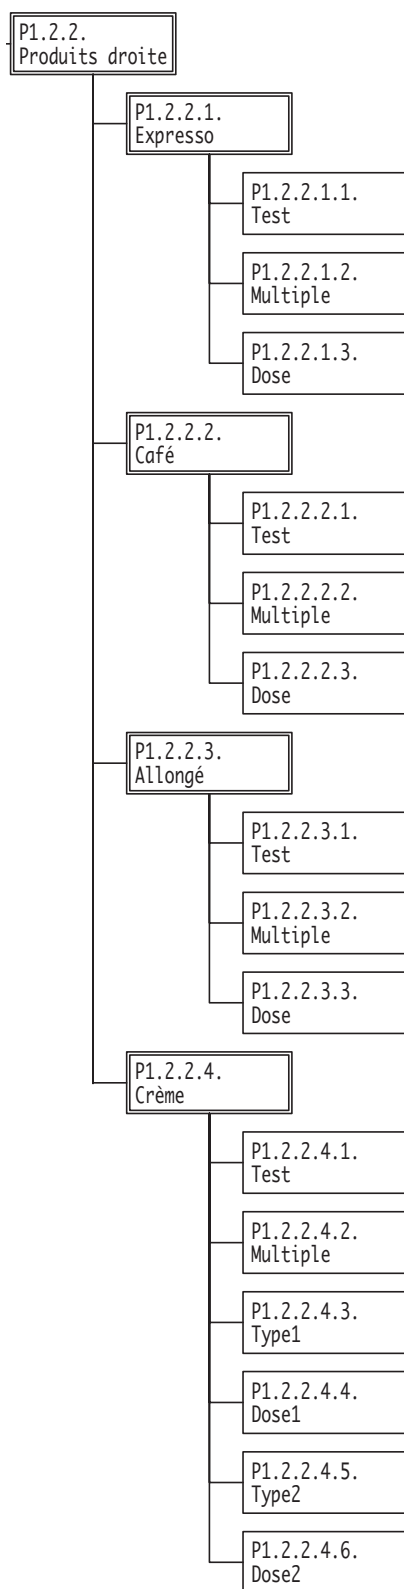 P1.2.2.
Produits droite
P1.2.2.1.
Expresso
P1.2.2.1.1.
Test
P1.2.2.1.2.
Multiple
P1.2.2.1.3.
Dose
P1.2.2.2.
Café
P1.2.2.2.1.
Test
P1.2.2.2.2.
Multiple
P1.2.2.2.3.
Dose
P1.2.2.3.
Allongé
P1.2.2.3.1.
Test
P1.2.2.3.2.
Multiple
P1.2.2.3.3.
Dose
P1.2.2.4.
Crème
P1.2.2.4.1.
Test
P1.2.2.4.2.
Multiple
P1.2.2.4.3.
Type1
P1.2.2.4.4.
Dose1
P1.2.2.4.5.
Type2
P1.2.2.4.6.
Dose2